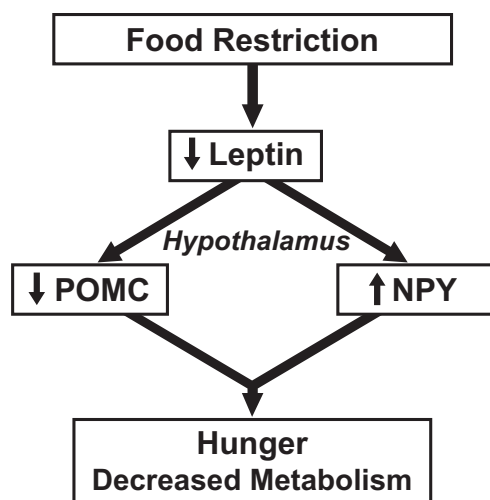 Food Restriction
↓ Leptin
Hypothalamus
↓ POMC
↑ NPY
Hunger
Decreased Metabolism